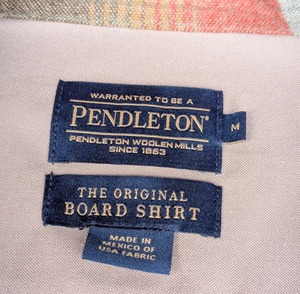 WARRANTED TO BE A
PENDLETON®
PENDLETON WOOLEN MILLS
SINCE 1863
M
THE ORIGINAL
BOARD SHIRT
MADE IN
MEXICO OF
USA FABRIC